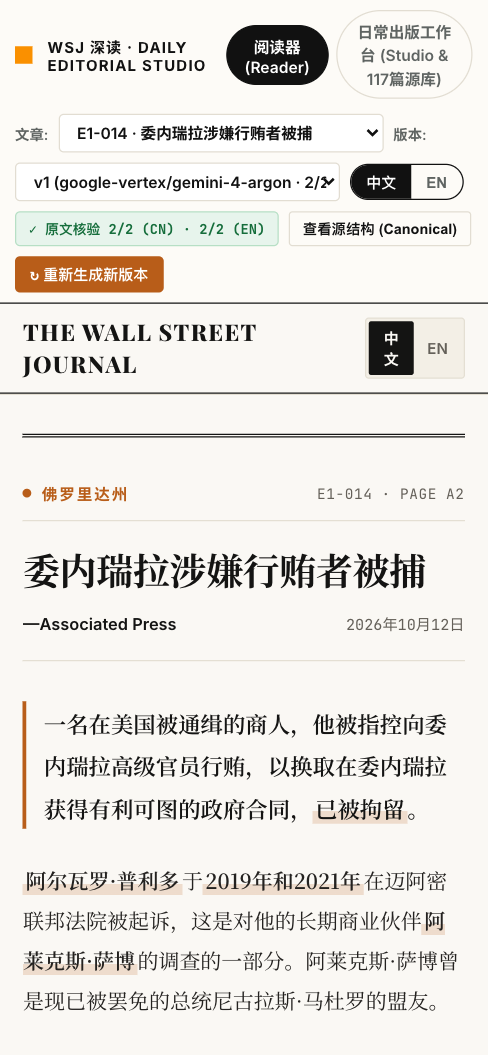 WSJ 深读 · DAILY
EDITORIAL STUDIO
阅读器
(Reader)
日常出版工作
台 (Studio &
117篇源库)
文章:
E1-014 · 委内瑞拉涉嫌行贿者被捕
版本:
v1 (google-vertex/gemini-4-argon · 2/2
中文
EN
✓ 原文核验 2/2 (CN) · 2/2 (EN)
查看源结构 (Canonical)
↻ 重新生成新版本
THE WALL STREET
JOURNAL
中
文
EN
佛罗里达州
E1-014 · PAGE A2
委内瑞拉涉嫌行贿者被捕
—Associated Press
2026年10月12日
一名在美国被通缉的商人，他被指控向委
内瑞拉高级官员行贿，以换取在委内瑞拉
获得有利可图的政府合同，已被拘留。
阿尔瓦罗·普利多于2019年和2021年在迈阿密
联邦法院被起诉，这是对他的长期商业伙伴阿
莱克斯·萨博的调查的一部分。阿莱克斯·萨博曾
是现已被罢免的总统尼古拉斯·马杜罗的盟友。